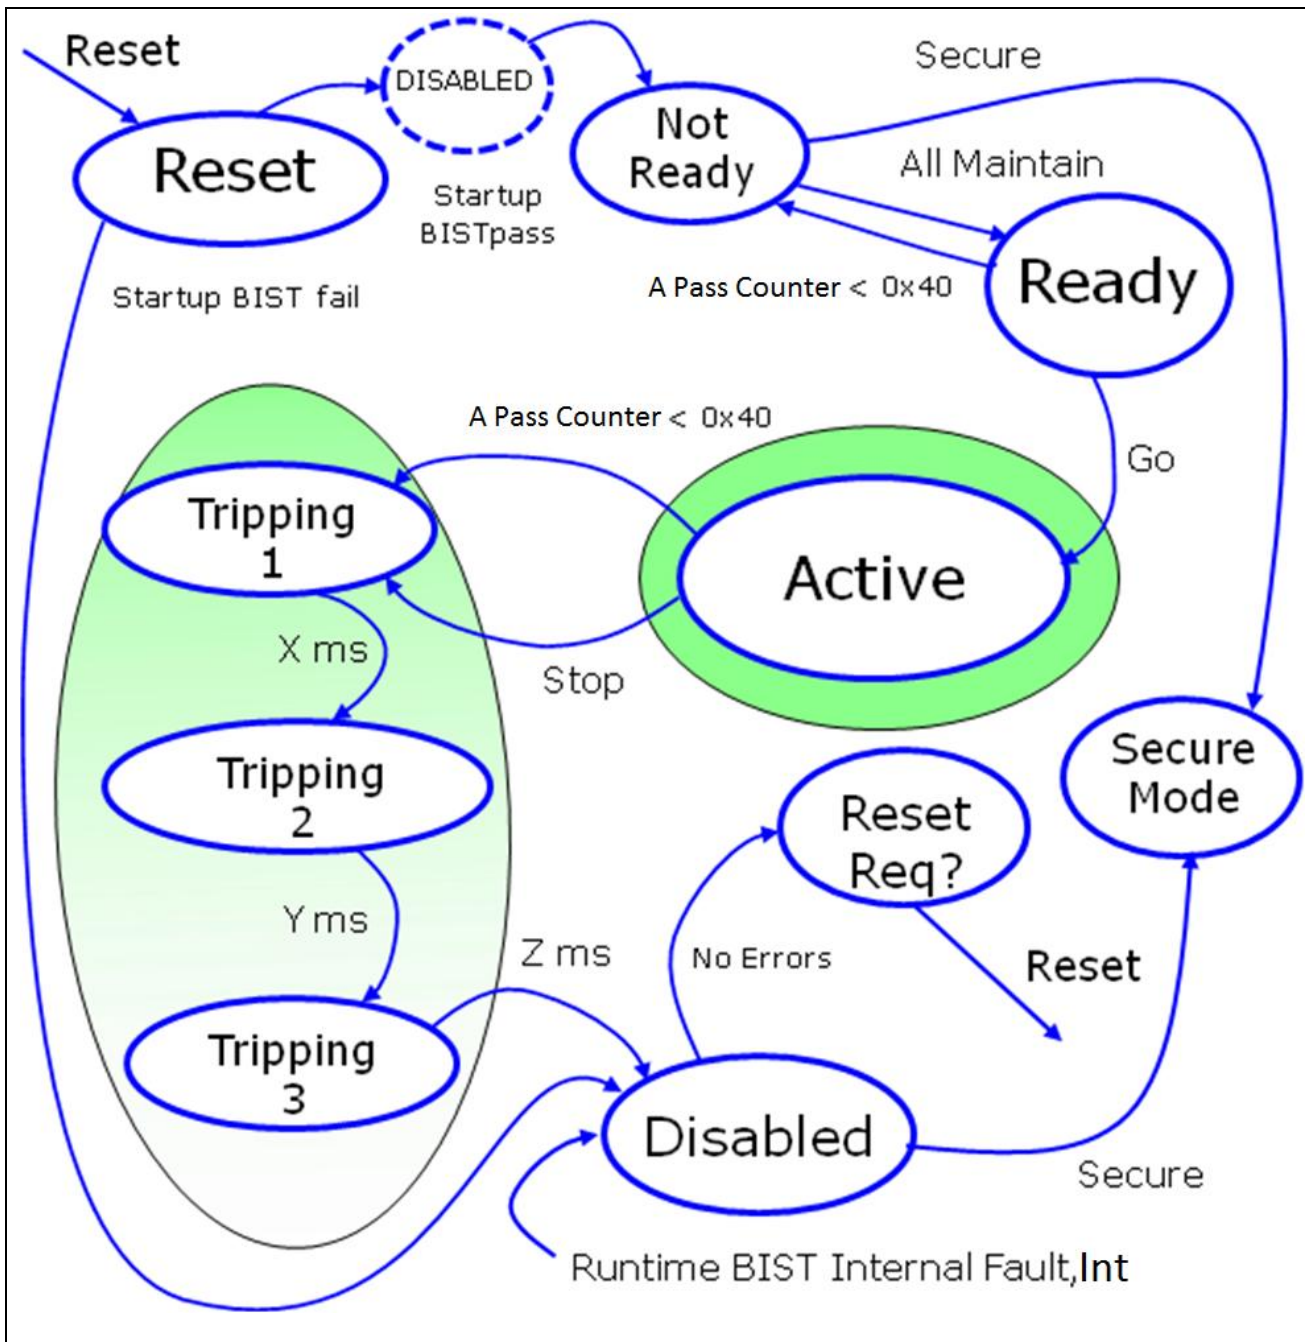 Reset
DISABLED
Secure
Not
Ready
Reset
All Maintain
Startup
BISTpass
Ready
A Pass Counter < 0x40
Startup BIST fail
A Pass Counter < 0x40
Go
Tripping
1
Active
X ms
Stop
Secure
Mode
Tripping
2
Reset
Req?
Y ms
Z ms
No Errors
Reset
Tripping
3
Disabled
Secure
Runtime BIST Internal Fault,Int